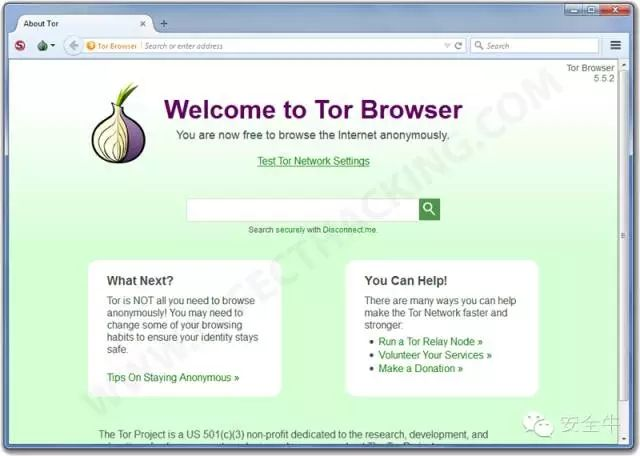 About Tor
Tor Browser
Search or enter address
Search
Tor Browser
5.5.2
Welcome to Tor Browser
You are now free to browse the Internet anonymously.
Test Tor Network Settings
Search securely with Disconnect.me.
What Next?
Tor is NOT all you need to browse
anonymously! You may need to
change some of your browsing
habits to ensure your identity stays
safe.
Tips On Staying Anonymous »
You Can Help!
There are many ways you can help
make the Tor Network faster and
stronger:
Run a Tor Relay Node »
Volunteer Your Services »
Make a Donation »
The Tor Project is a US 501(c)(3) non-profit dedicated to the research, development, and
安全牛